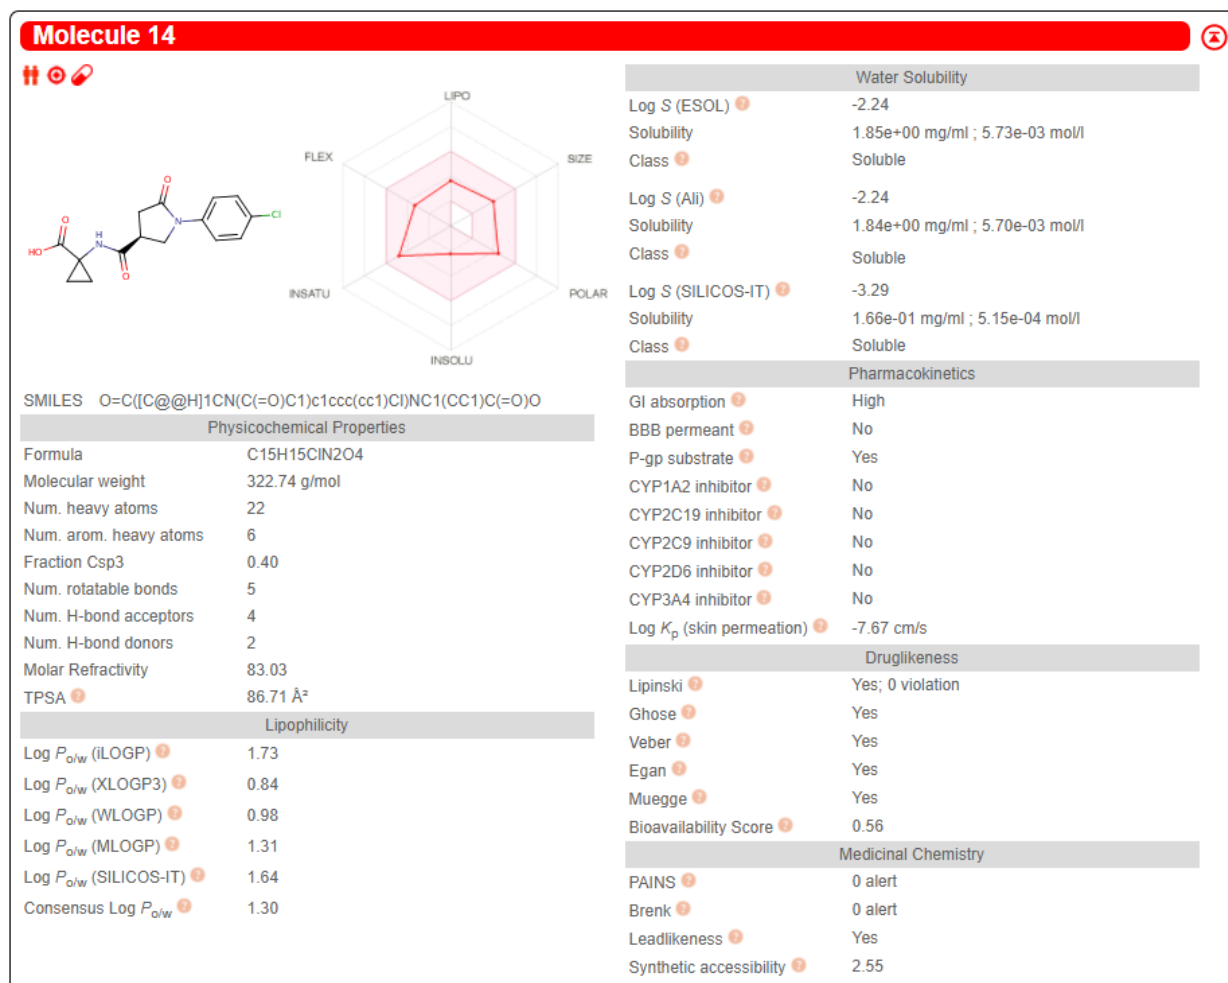 Molecule 14
LIPO
FLEX
SIZE
O
O
HO
H
N
O
N
Cl
INSATU
POLAR
INSOLU
SMILES O=C([C@@H]1CN(C(=O)C1)c1ccc(cc1)Cl)NC1(CC1)C(=O)O
Physicochemical Properties
Formula C15H15ClN2O4
Molecular weight 322.74 g/mol
Num. heavy atoms 22
Num. arom. heavy atoms 6
Fraction Csp3 0.40
Num. rotatable bonds 5
Num. H-bond acceptors 4
Num. H-bond donors 2
Molar Refractivity 83.03
TPSA ? 86.71 Å²
Lipophilicity
Log Po/w (iLOGP) ? 1.73
Log Po/w (XLOGP3) ? 0.84
Log Po/w (WLOGP) ? 0.98
Log Po/w (MLOGP) ? 1.31
Log Po/w (SILICOS-IT) ? 1.64
Consensus Log Po/w ? 1.30
Water Solubility
Log S (ESOL) ? -2.24
Solubility 1.85e+00 mg/ml ; 5.73e-03 mol/l
Class ? Soluble
Log S (Ali) ? -2.24
Solubility 1.84e+00 mg/ml ; 5.70e-03 mol/l
Class ? Soluble
Log S (SILICOS-IT) ? -3.29
Solubility 1.66e-01 mg/ml ; 5.15e-04 mol/l
Class ? Soluble
Pharmacokinetics
GI absorption ? High
BBB permeant ? No
P-gp substrate ? Yes
CYP1A2 inhibitor ? No
CYP2C19 inhibitor ? No
CYP2C9 inhibitor ? No
CYP2D6 inhibitor ? No
CYP3A4 inhibitor ? No
Log Kp (skin permeation) ? -7.67 cm/s
Druglikeness
Lipinski ? Yes; 0 violation
Ghose ? Yes
Veber ? Yes
Egan ? Yes
Muegge ? Yes
Bioavailability Score ? 0.56
Medicinal Chemistry
PAINS ? 0 alert
Brenk ? 0 alert
Leadlikeness ? Yes
Synthetic accessibility ? 2.55